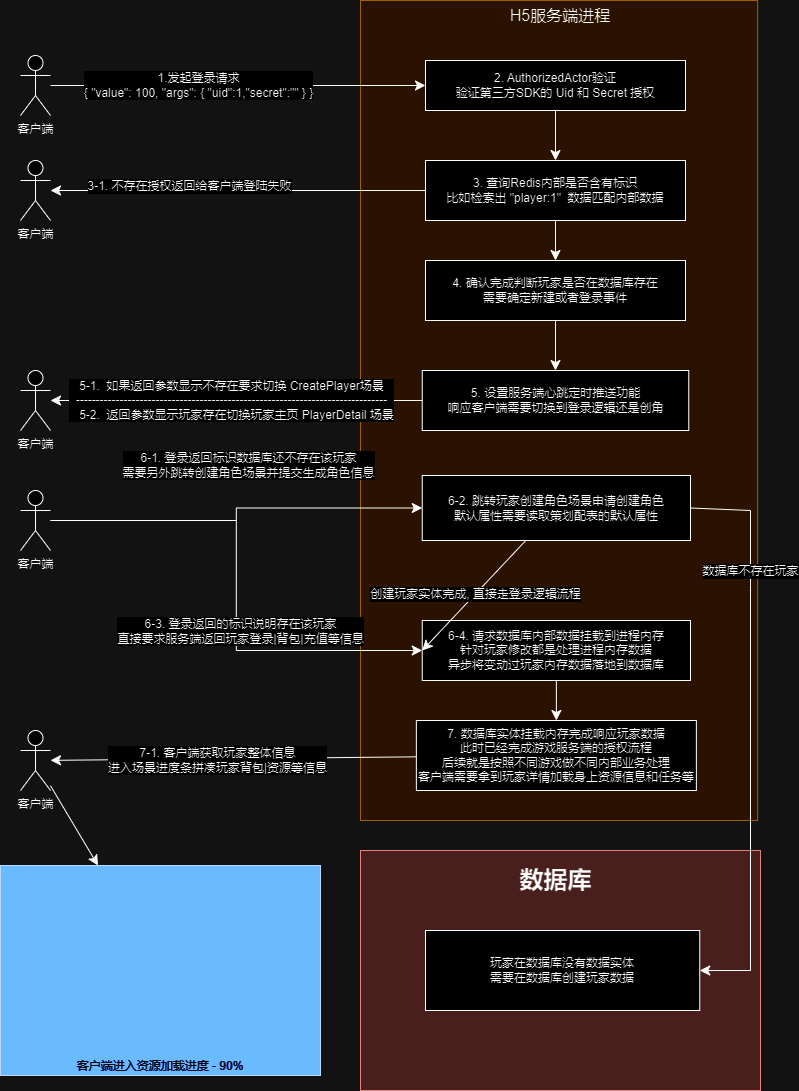 H5服务端进程
1.发起登录请求
{ "value": 100, "args": { "uid":1,"secret":"" } }
客户端
2. AuthorizedActor验证
验证第三方SDK的 Uid 和 Secret 授权
3-1. 不存在授权返回给客户端登陆失败
客户端
3. 查询Redis内部是否含有标识
比如检索出 "player:1" 数据匹配内部数据
4. 确认完成判断玩家是否在数据库存在
需要确定新建或者登录事件
5-1. 如果返回参数显示不存在要求切换 CreatePlayer场景
5-2. 返回参数显示玩家存在切换玩家主页 PlayerDetail 场景
客户端
5. 设置服务端心跳定时推送功能
响应客户端需要切换到登录逻辑还是创角
6-1. 登录返回标识数据库还不存在该玩家
需要另外跳转创建角色场景并提交生成角色信息
客户端
6-2. 跳转玩家创建角色场景申请创建角色
默认属性需要读取策划配表的默认属性
数据库不存在玩家
创建玩家实体完成, 直接走登录逻辑流程
6-3. 登录返回的标识说明存在该玩家
直接要求服务端返回玩家登录|背包|充值等信息
6-4. 请求数据库内部数据挂载到进程内存
针对玩家修改都是处理进程内存数据
异步将变动过玩家内存数据落地到数据库
7-1. 客户端获取玩家整体信息
进入场景进度条拼凑玩家背包|资源等信息
客户端
7. 数据库实体挂载内存完成响应玩家数据
此时已经完成游戏服务端的授权流程
后续就是按照不同游戏做不同内部业务处理
客户端需要拿到玩家详情加载身上资源信息和任务等
数据库
玩家在数据库没有数据实体
需要在数据库创建玩家数据
客户端进入资源加载进度 - 90%